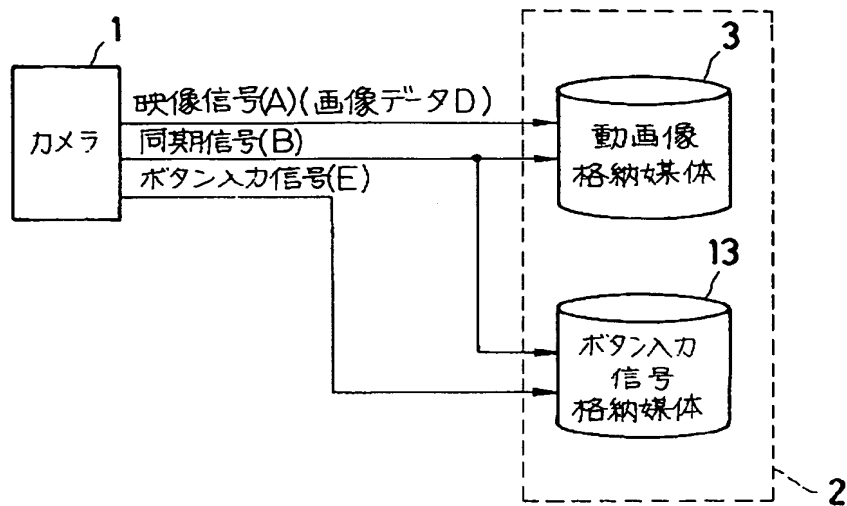 1
カメラ
映像信号(A)(画像データD)
同期信号(B)
ボタン入力信号(E)
3
動画像
格納媒体
13
ボタン入力
信号
格納媒体
2